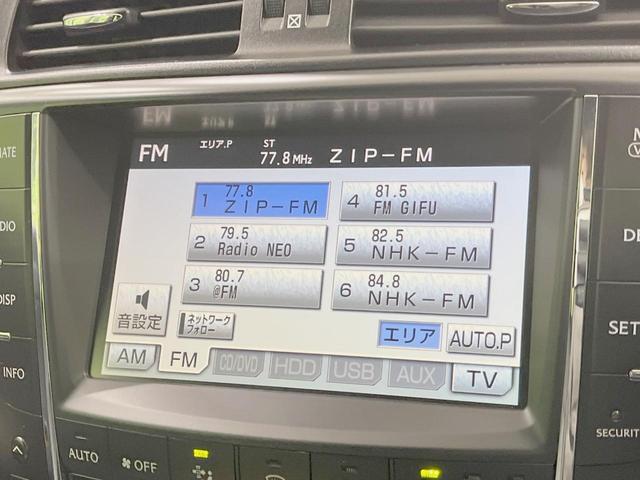 FM エリア.P ST 77.8 MHz ZIP-FM
1 77.8 ZIP-FM
4 81.5 FM GIFU
2 79.5 Radio NEO
5 82.5 NHK-FM
3 80.7 @FM
6 84.8 NHK-FM
音設定
ネットワークフォロー
エリア
AUTO.P
AM FM CD/DVD HDD USB AUX TV
DISP
INFO
AUTO
OFF
SECURITY